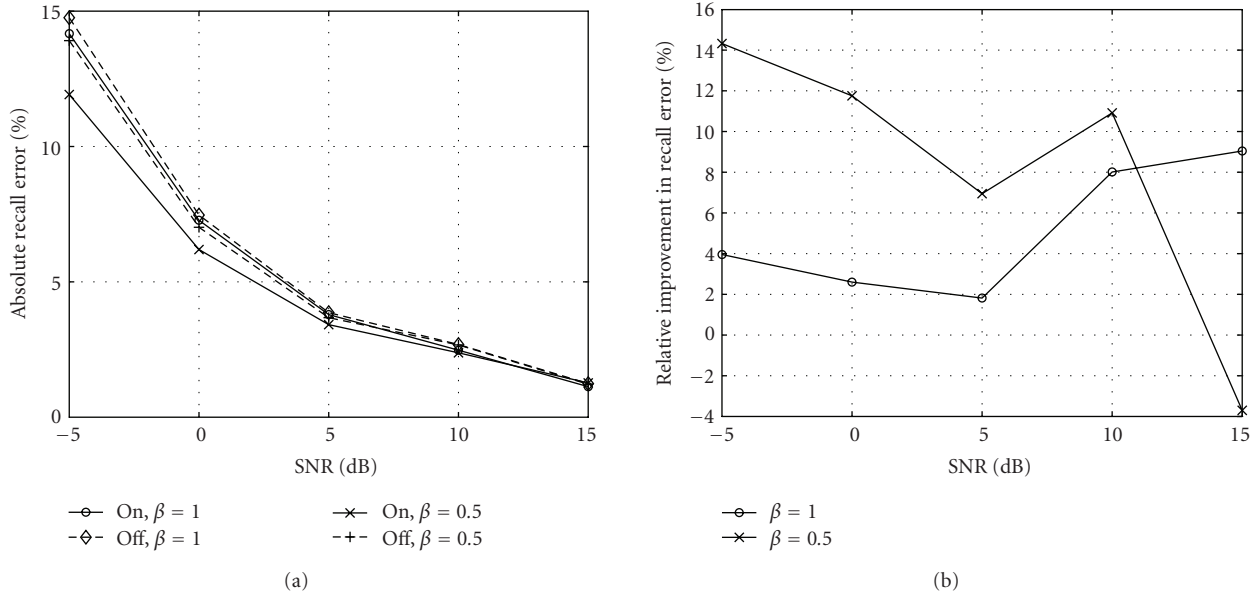 15
10
5
0
−5
0
5
10
15
Absolute recall error (%)
SNR (dB)
On, β = 1
Off, β = 1
On, β = 0.5
Off, β = 0.5
(a)
16
14
12
10
8
6
4
2
0
−2
−4
−5
0
5
10
15
Relative improvement in recall error (%)
SNR (dB)
β = 1
β = 0.5
(b)